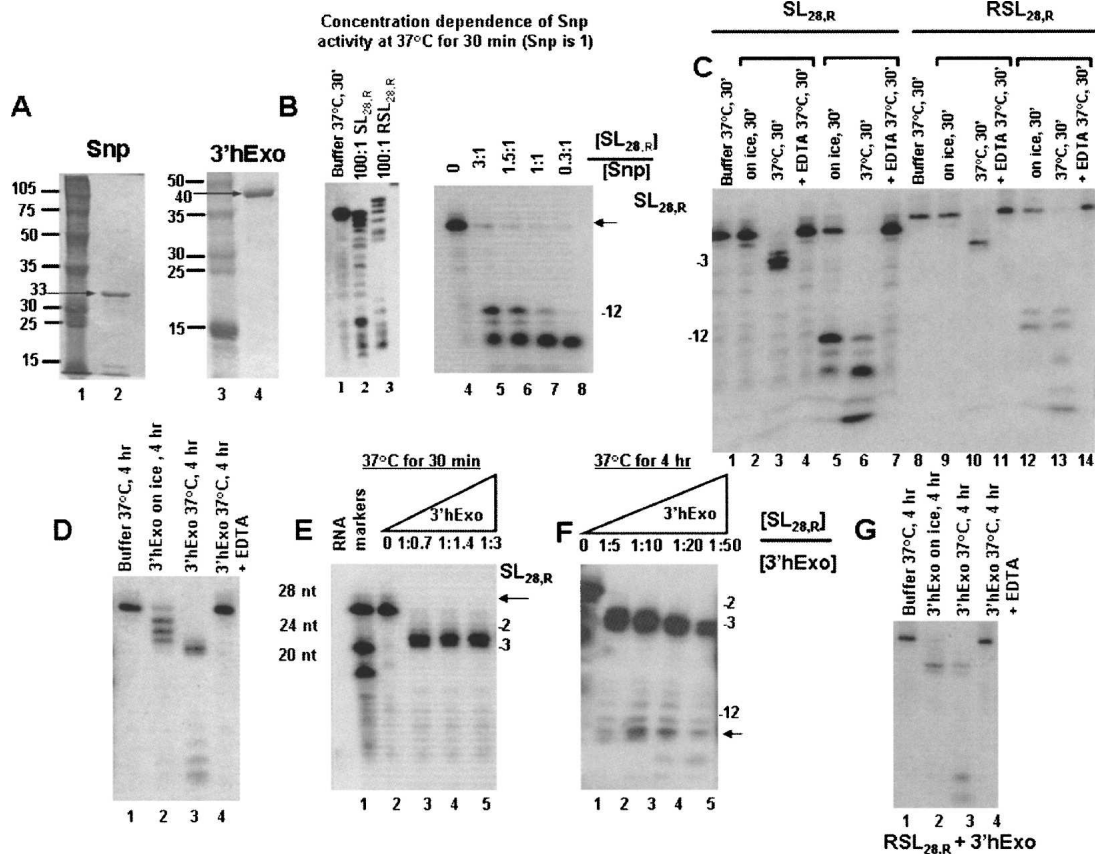 Concentration dependence of Snp
activity at 37°C for 30 min (Snp is 1)
A
Snp
105
75
50
35
33
30
25
15
1 2
3'hExo
50
40
35
30
25
15
3 4
B
Buffer 37°C, 30'
100:1 SL28,R
100:1 RSL28,R
1 2 3
0 3:1 1.5:1 1:1 0.3:1
[SL28,R]
[Snp]
SL28,R
-12
4 5 6 7 8
C
SL28,R
RSL28,R
Buffer 37°C, 30'
on ice, 30'
37°C, 30'
+ EDTA 37°C, 30'
on ice, 30'
37°C, 30'
+ EDTA 37°C, 30'
Buffer 37°C, 30'
on ice, 30'
37°C, 30'
+ EDTA 37°C, 30'
on ice, 30'
37°C, 30'
+ EDTA 37°C, 30'
-3
-12
1 2 3 4 5 6 7 8 9 10 11 12 13 14
D
Buffer 37°C, 4 hr
3'hExo on ice , 4 hr
3'hExo 37°C, 4 hr
3'hExo 37°C, 4 hr
+ EDTA
1 2 3 4
E
37°C for 30 min
RNA
markers
3'hExo
0 1:0.7 1:1.4 1:3
SL28,R
28 nt
24 nt
20 nt
-2
-3
1 2 3 4 5
F
37°C for 4 hr
3'hExo
0 1:5 1:10 1:20 1:50
[SL28,R]
[3'hExo]
-2
-3
-12
1 2 3 4 5
G
Buffer 37°C, 4 hr
3'hExo on ice, 4 hr
3'hExo 37°C, 4 hr
3'hExo 37°C, 4 hr
+ EDTA
1 2 3 4
RSL28,R + 3'hExo